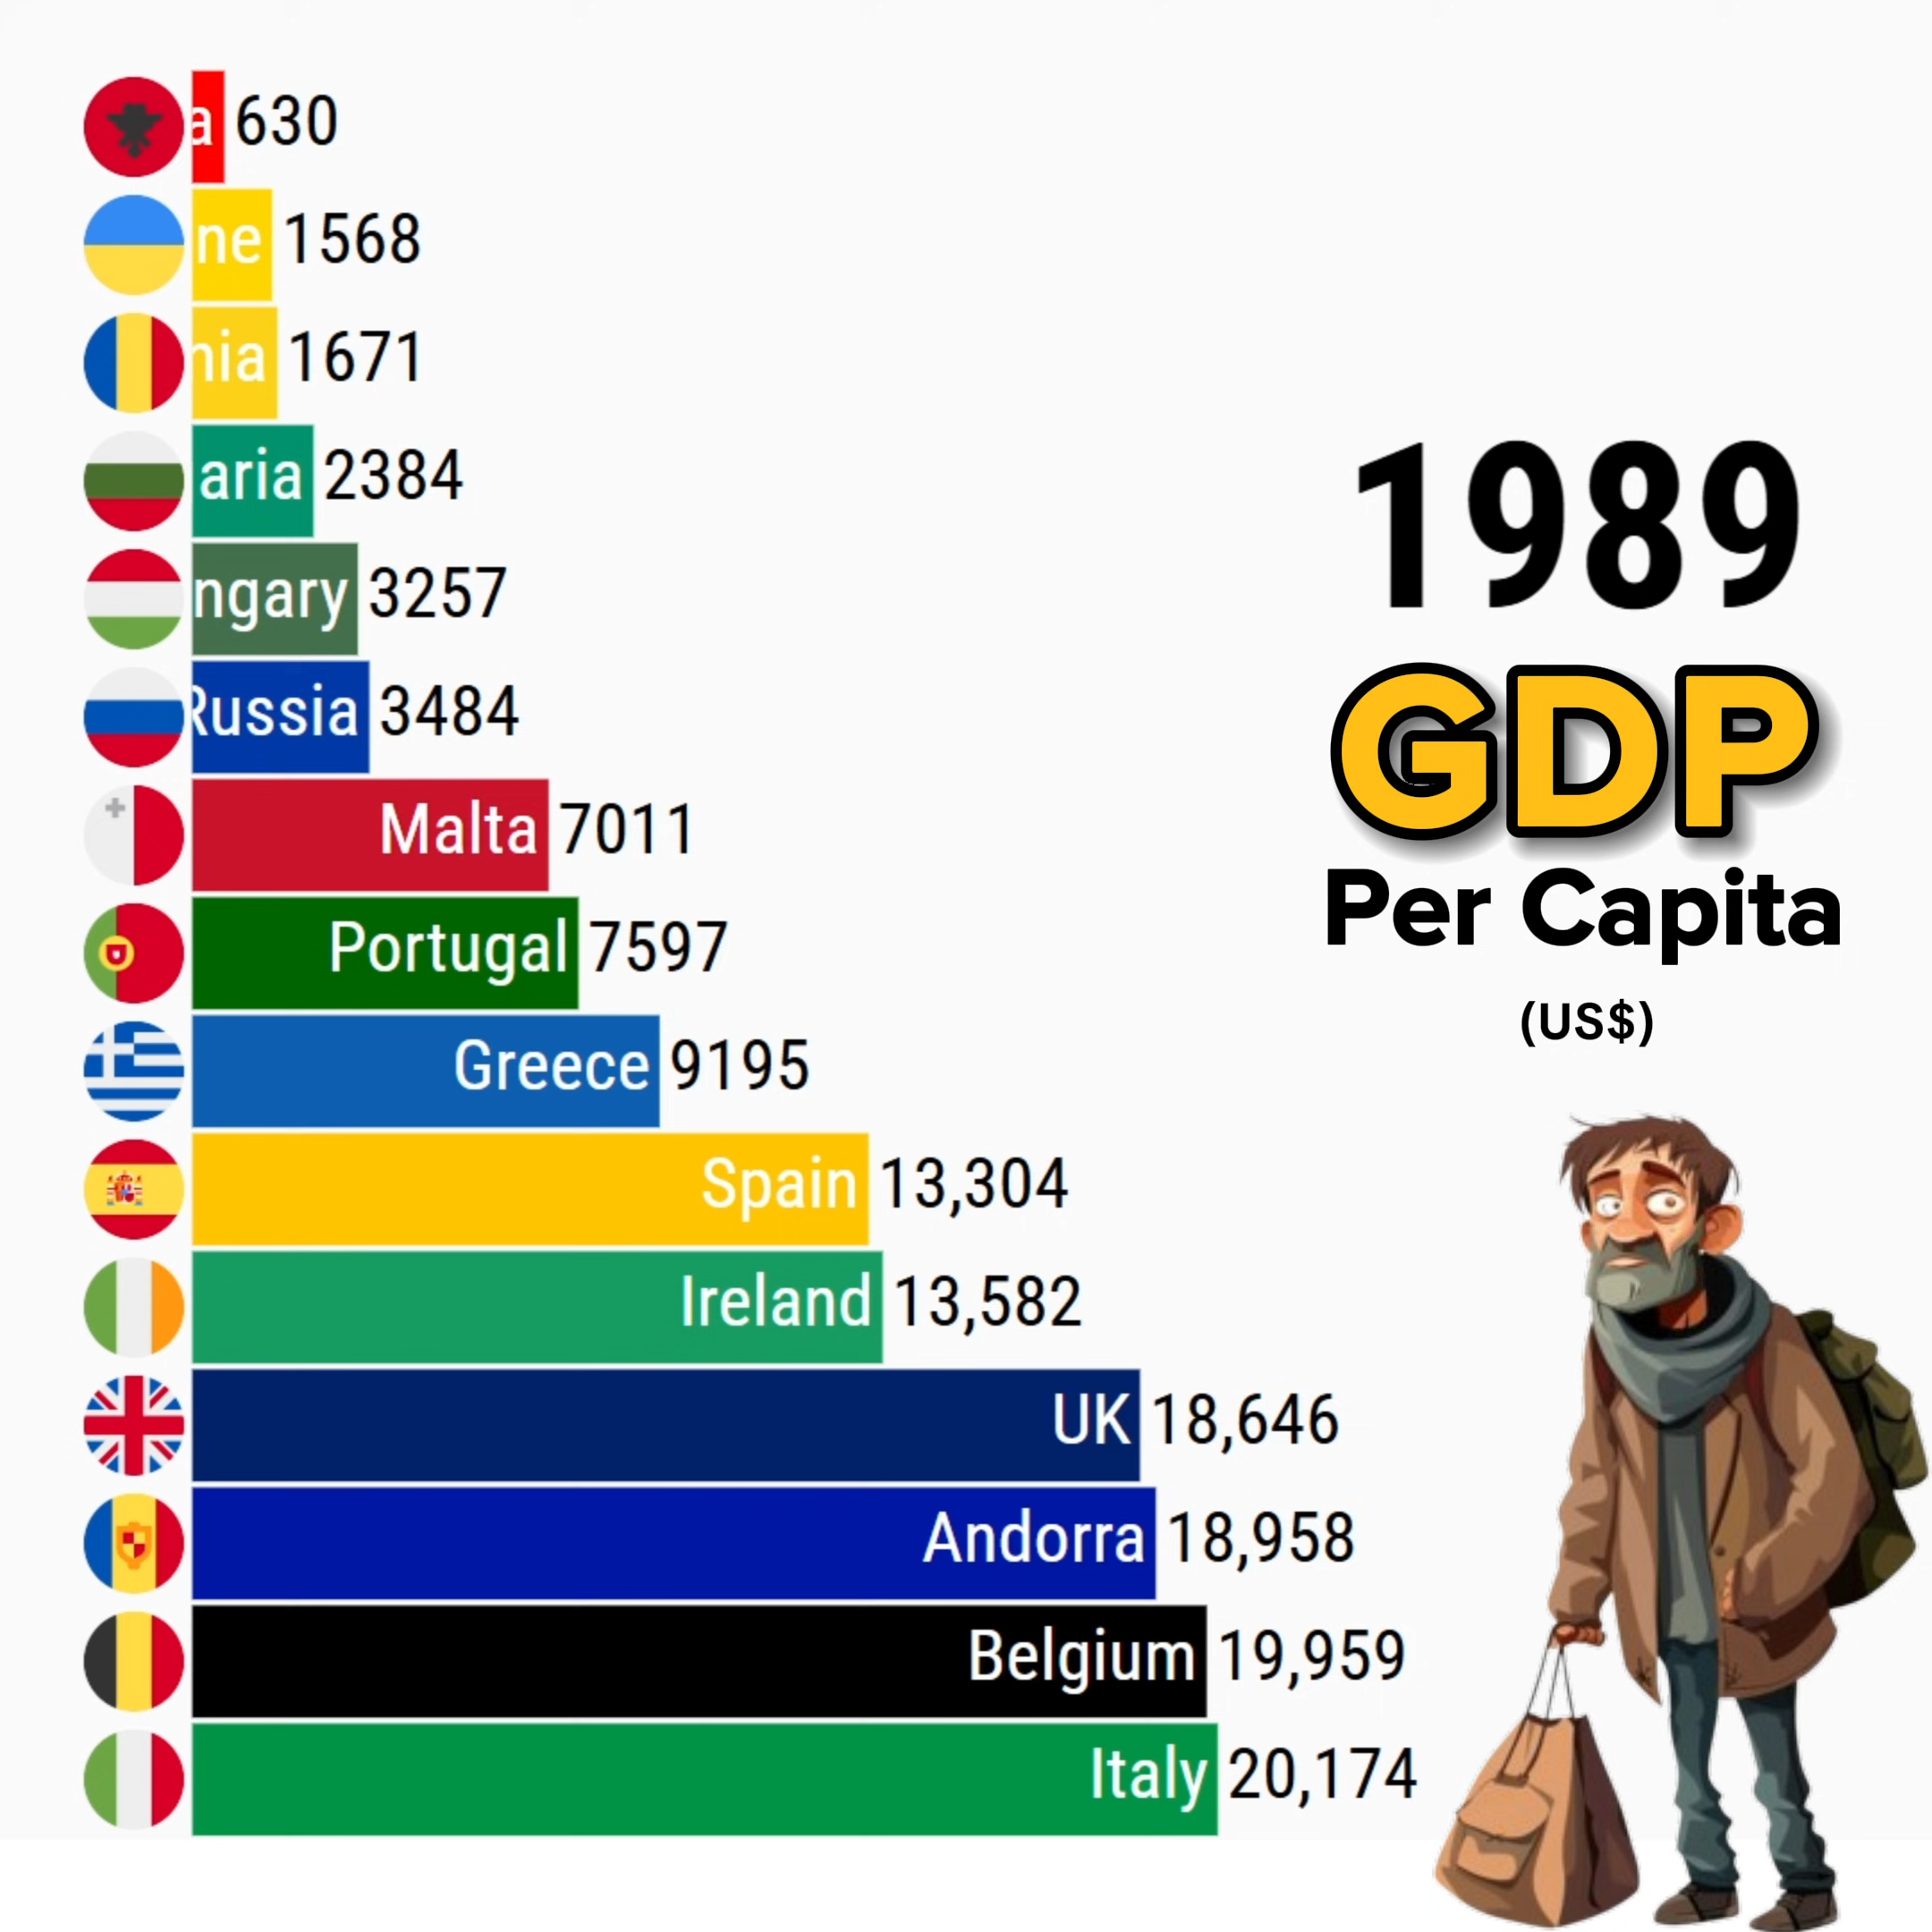 a 630
ne 1568
nia 1671
aria 2384
ngary 3257
Russia 3484
Malta 7011
Portugal 7597
Greece 9195
Spain 13,304
Ireland 13,582
UK 18,646
Andorra 18,958
Belgium 19,959
Italy 20,174
1989
GDP
Per Capita
(US$)